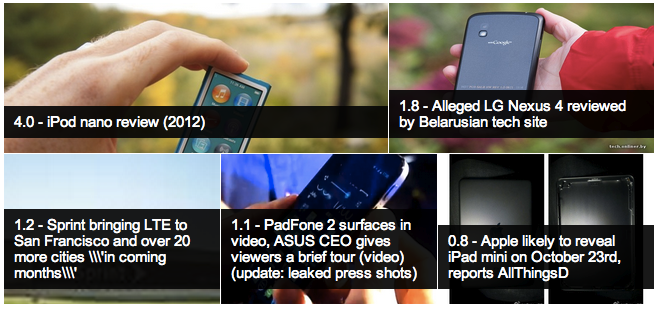 4.0 - iPod nano review (2012)
1.8 - Alleged LG Nexus 4 reviewed
by Belarusian tech site
Google
tech.onliner.by
1.2 - Sprint bringing LTE to
San Francisco and over 20
more cities \\\'in coming
months\\\'
1.1 - PadFone 2 surfaces in
video, ASUS CEO gives
viewers a brief tour (video)
(update: leaked press shots)
0.8 - Apple likely to reveal
iPad mini on October 23rd,
reports AllThingsD